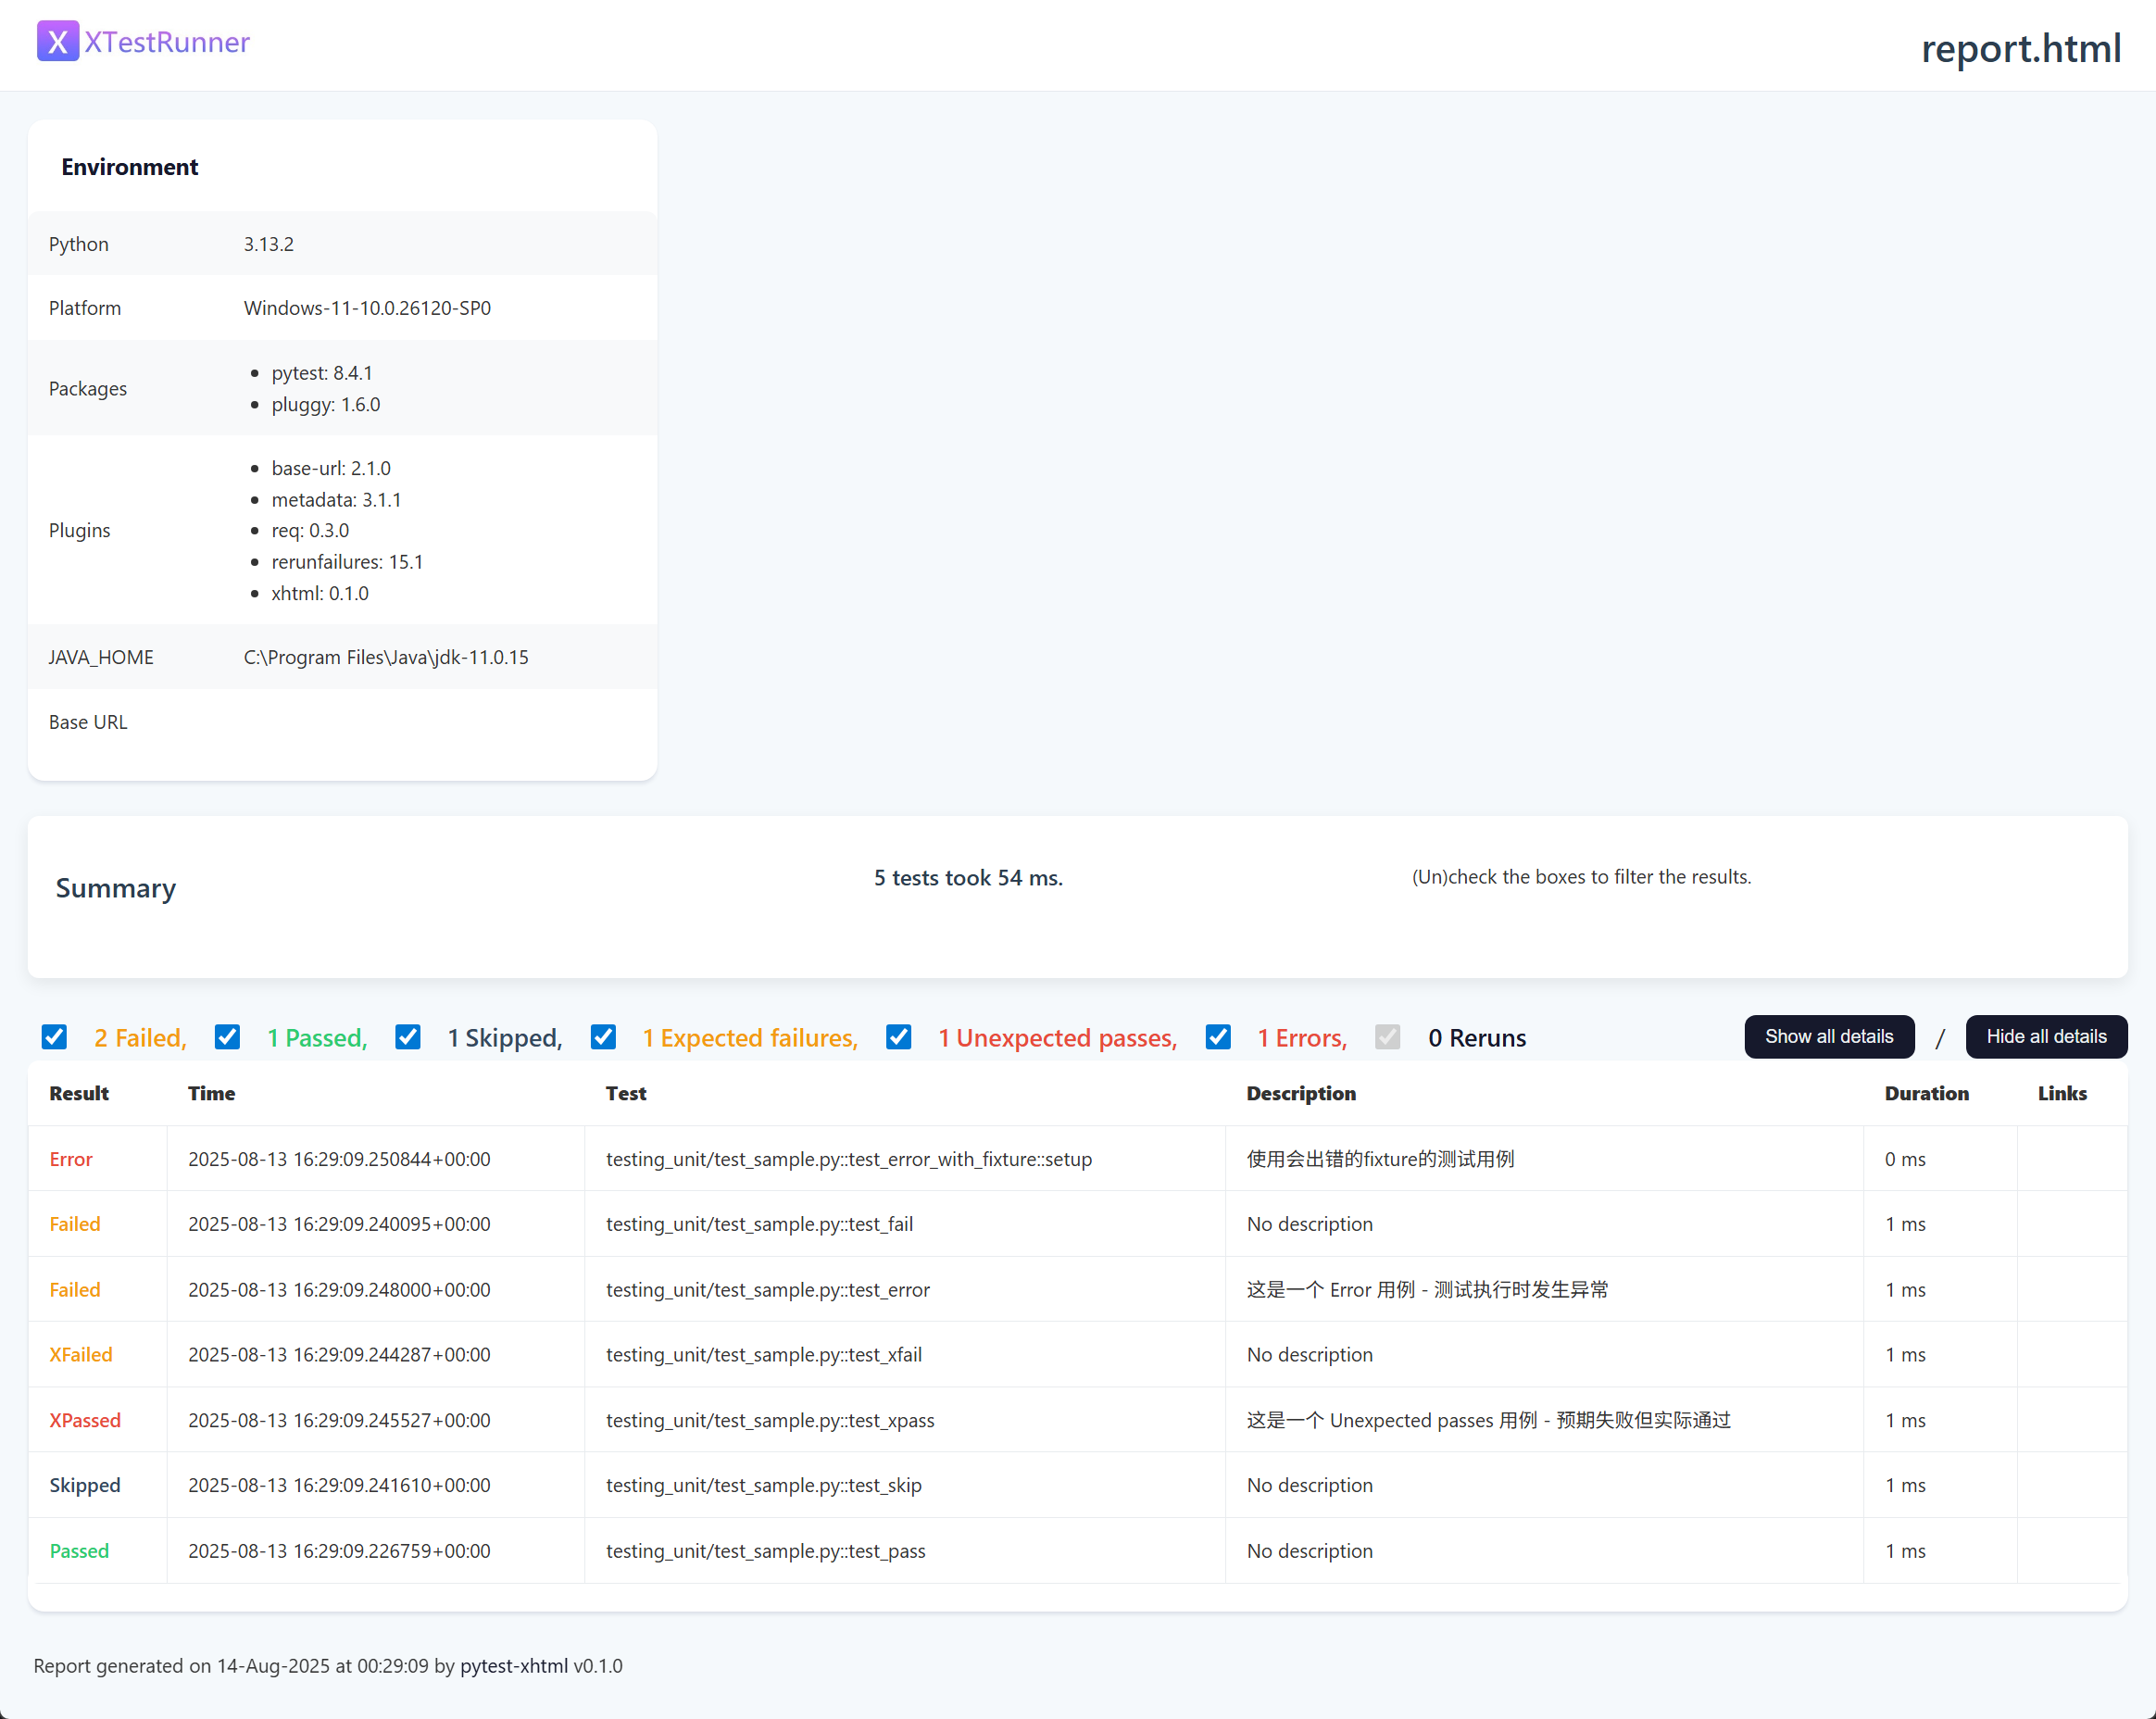 X XTestRunner
report.html
Environment
Python 3.13.2
Platform Windows-11-10.0.26120-SP0
Packages
pytest: 8.4.1
pluggy: 1.6.0
Plugins
base-url: 2.1.0
metadata: 3.1.1
req: 0.3.0
rerunfailures: 15.1
xhtml: 0.1.0
JAVA_HOME C:\Program Files\Java\jdk-11.0.15
Base URL
Summary 5 tests took 54 ms. (Un)check the boxes to filter the results.
2 Failed, 1 Passed, 1 Skipped, 1 Expected failures, 1 Unexpected passes, 1 Errors, 0 Reruns Show all details / Hide all details
Result Time Test Description Duration Links
Error 2025-08-13 16:29:09.250844+00:00 testing_unit/test_sample.py::test_error_with_fixture::setup 使用会出错的fixture的测试用例 0 ms
Failed 2025-08-13 16:29:09.240095+00:00 testing_unit/test_sample.py::test_fail No description 1 ms
Failed 2025-08-13 16:29:09.248000+00:00 testing_unit/test_sample.py::test_error 这是一个 Error 用例 - 测试执行时发生异常 1 ms
XFailed 2025-08-13 16:29:09.244287+00:00 testing_unit/test_sample.py::test_xfail No description 1 ms
XPassed 2025-08-13 16:29:09.245527+00:00 testing_unit/test_sample.py::test_xpass 这是一个 Unexpected passes 用例 - 预期失败但实际通过 1 ms
Skipped 2025-08-13 16:29:09.241610+00:00 testing_unit/test_sample.py::test_skip No description 1 ms
Passed 2025-08-13 16:29:09.226759+00:00 testing_unit/test_sample.py::test_pass No description 1 ms
Report generated on 14-Aug-2025 at 00:29:09 by pytest-xhtml v0.1.0